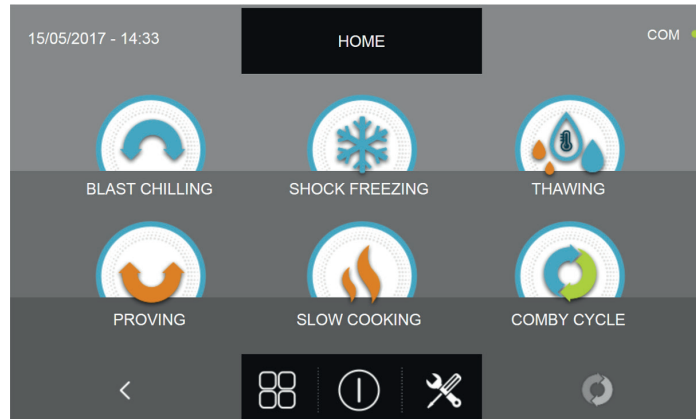 15/05/2017 - 14:33
HOME
COM
BLAST CHILLING
SHOCK FREEZING
THAWING
PROVING
SLOW COOKING
COMBY CYCLE